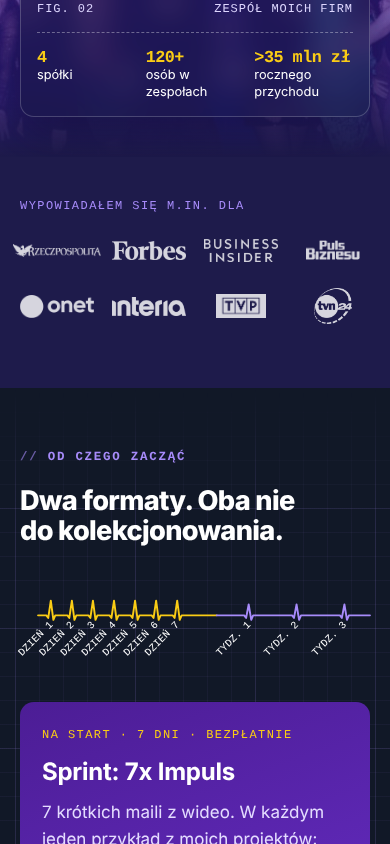 FIG. 02 ZESPÓŁ MOICH FIRM
4 120+ >35 mln zł
spółki osób w rocznego
zespołach przychodu
WYPOWIADAŁEM SIĘ M.IN. DLA
RZECZPOSPOLITA Forbes BUSINESS INSIDER Puls Biznesu
onet interia TVP tvn24
// OD CZEGO ZACZĄĆ
Dwa formaty. Oba nie
do kolekcjonowania.
DZIEŃ 1 DZIEŃ 2 DZIEŃ 3 DZIEŃ 4 DZIEŃ 5 DZIEŃ 6 DZIEŃ 7 TYDZ. 1 TYDZ. 2 TYDZ. 3
NA START · 7 DNI · BEZPŁATNIE
Sprint: 7x Impuls
7 krótkich maili z wideo. W każdym
jeden przykład z moich projektów: